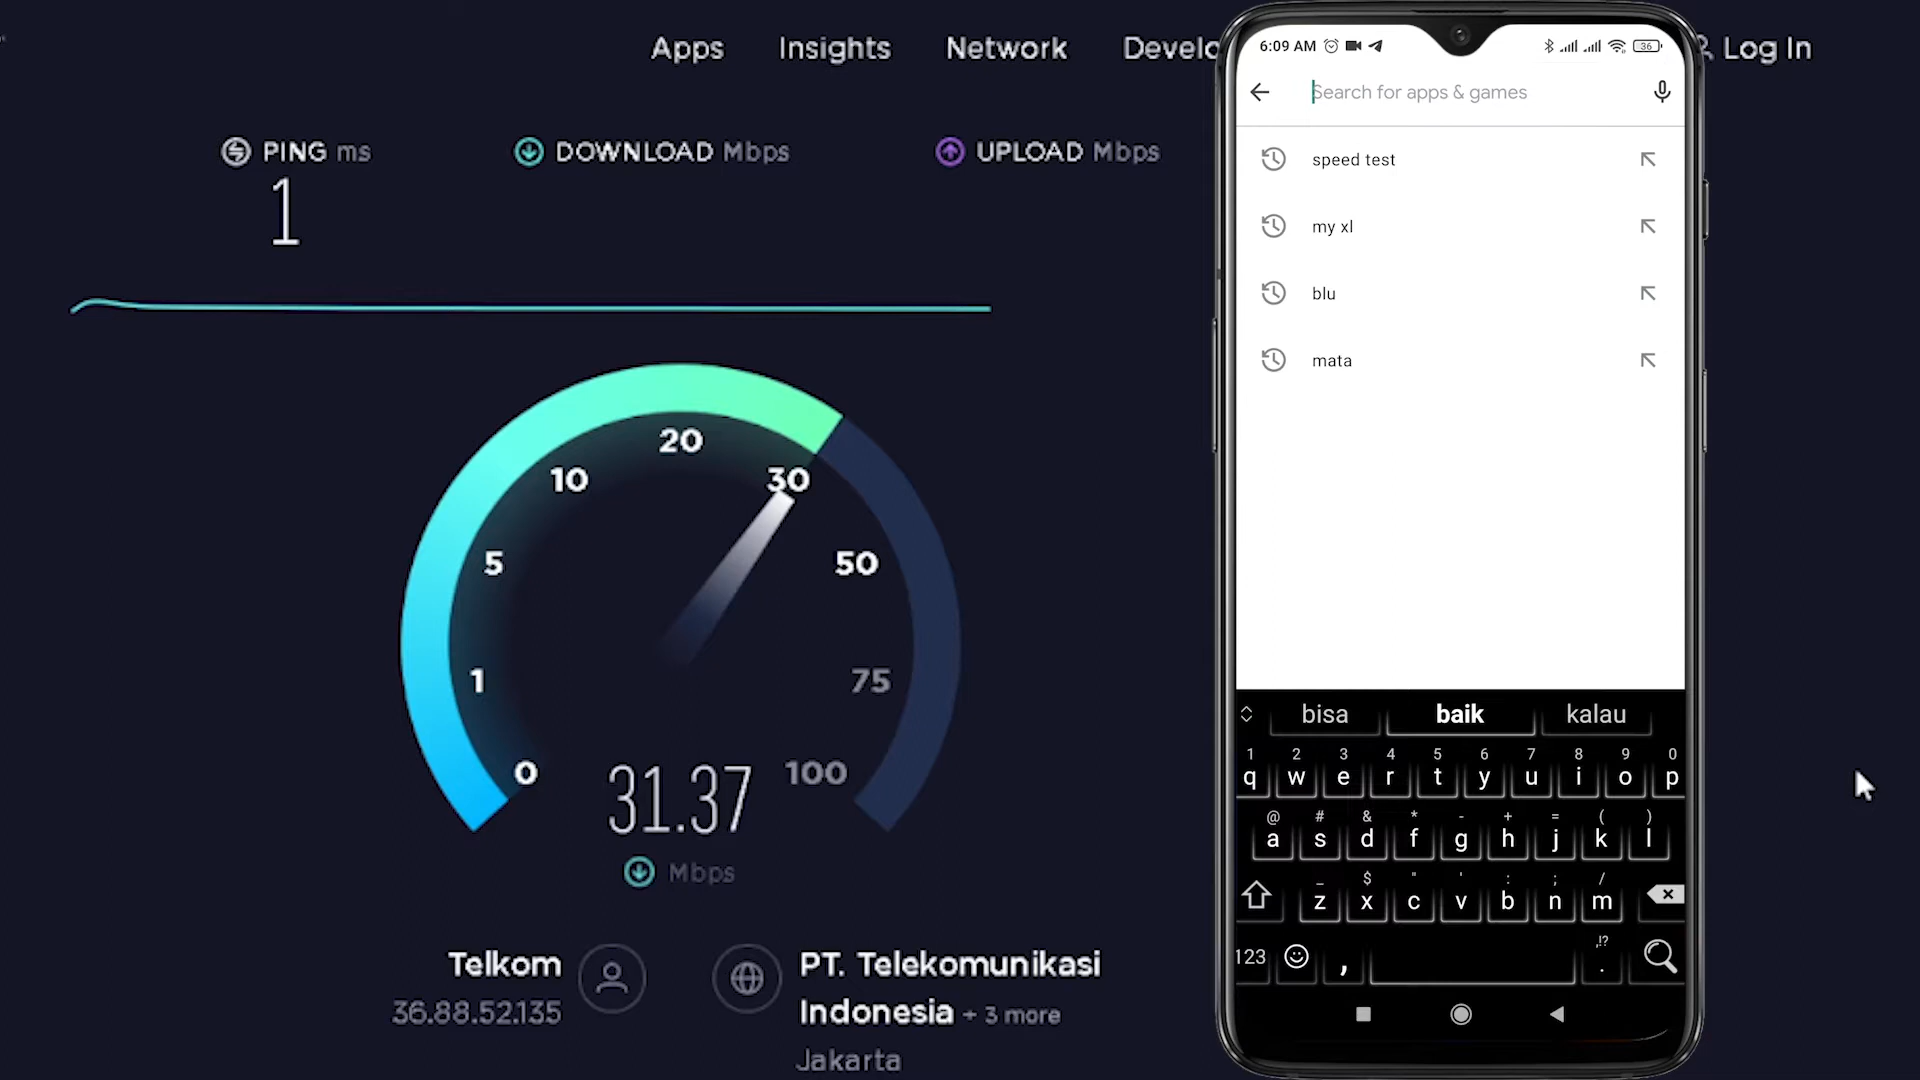 Apps Insights Network Develo Log In
PING ms
1
DOWNLOAD Mbps
UPLOAD Mbps
0
1
5
10
20
30
50
75
100
31.37
Mbps
Telkom
36.88.52.135
PT. Telekomunikasi
Indonesia + 3 more
Jakarta
6:09 AM 36
Search for apps & games
speed test
my xl
blu
mata
bisa baik kalau
1 2 3 4 5 6 7 8 9 0
q w e r t y u i o p
@ # & * - + = ( )
a s d f g h j k l
_ $ " ' : ; /
z x c v b n m
,!?
123 , .